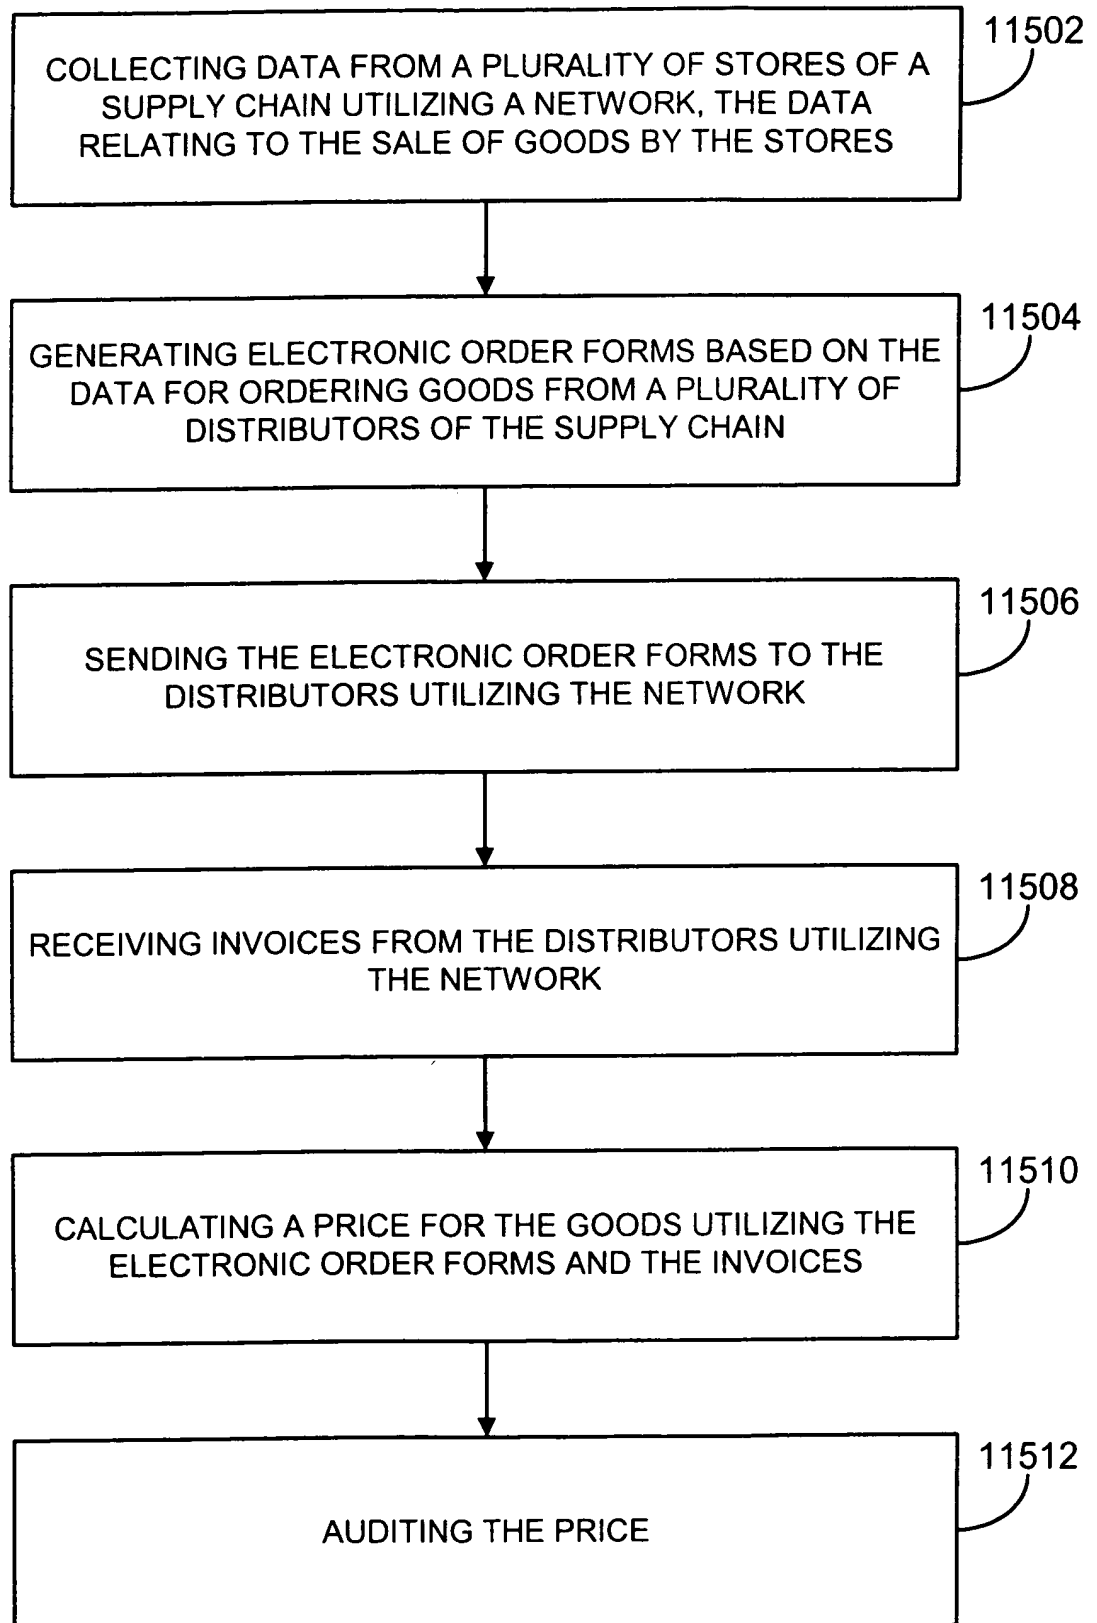 11502
COLLECTING DATA FROM A PLURALITY OF STORES OF A
SUPPLY CHAIN UTILIZING A NETWORK, THE DATA
RELATING TO THE SALE OF GOODS BY THE STORES
11504
GENERATING ELECTRONIC ORDER FORMS BASED ON THE
DATA FOR ORDERING GOODS FROM A PLURALITY OF
DISTRIBUTORS OF THE SUPPLY CHAIN
11506
SENDING THE ELECTRONIC ORDER FORMS TO THE
DISTRIBUTORS UTILIZING THE NETWORK
11508
RECEIVING INVOICES FROM THE DISTRIBUTORS UTILIZING
THE NETWORK
11510
CALCULATING A PRICE FOR THE GOODS UTILIZING THE
ELECTRONIC ORDER FORMS AND THE INVOICES
11512
AUDITING THE PRICE